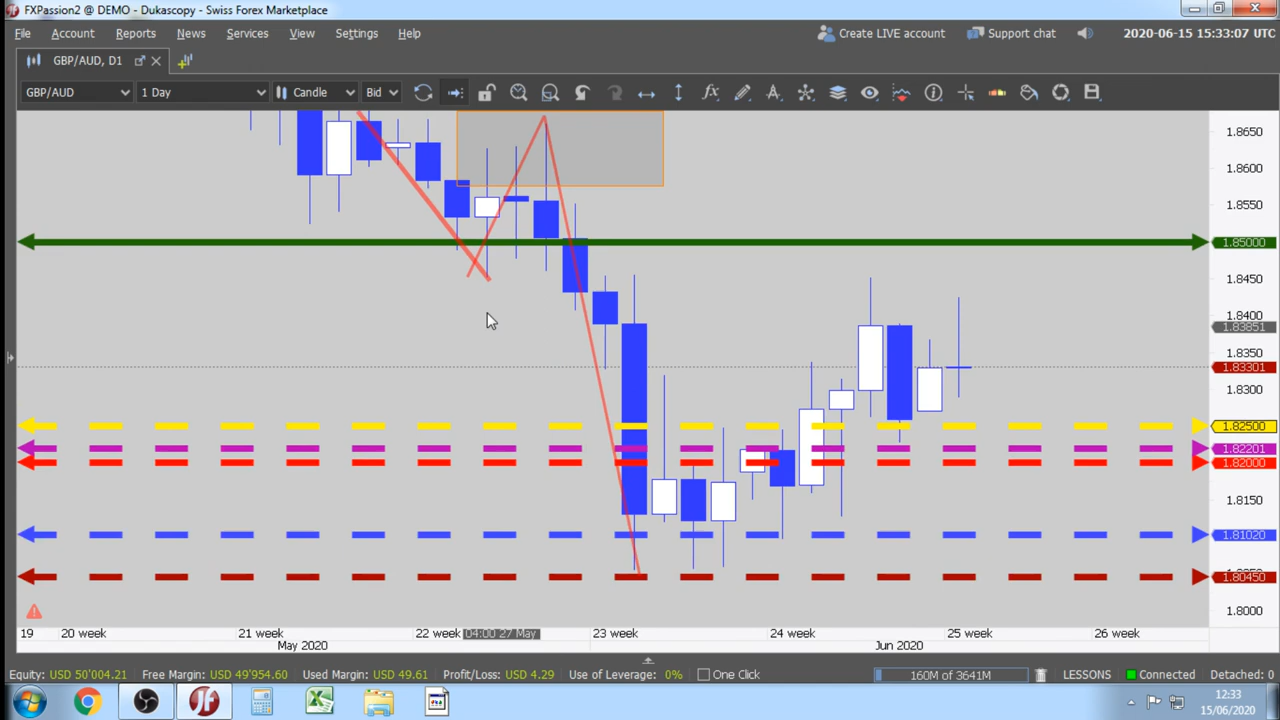 FXPassion2 @ DEMO - Dukascopy - Swiss Forex Marketplace
File Account Reports News Services View Settings Help
Create LIVE account Support chat 2020-06-15 15:33:07 UTC
GBP/AUD, D1
GBP/AUD 1 Day Candle Bid
1.8650
1.8600
1.8550
1.85000
1.8450
1.8400
1.83851
1.8350
1.83301
1.8300
1.82500
1.82201
1.82000
1.8150
1.81020
1.80450
1.8000
19 20 week 21 week 22 week 04:00 27 May 23 week 24 week 25 week 26 week
May 2020 Jun 2020
Equity: USD 50'004.21 Free Margin: USD 49'954.60 Used Margin: USD 49.61 Profit/Loss: USD 4.29 Use of Leverage: 0% One Click 160M of 3641M LESSONS Connected Detached: 0
12:33
15/06/2020